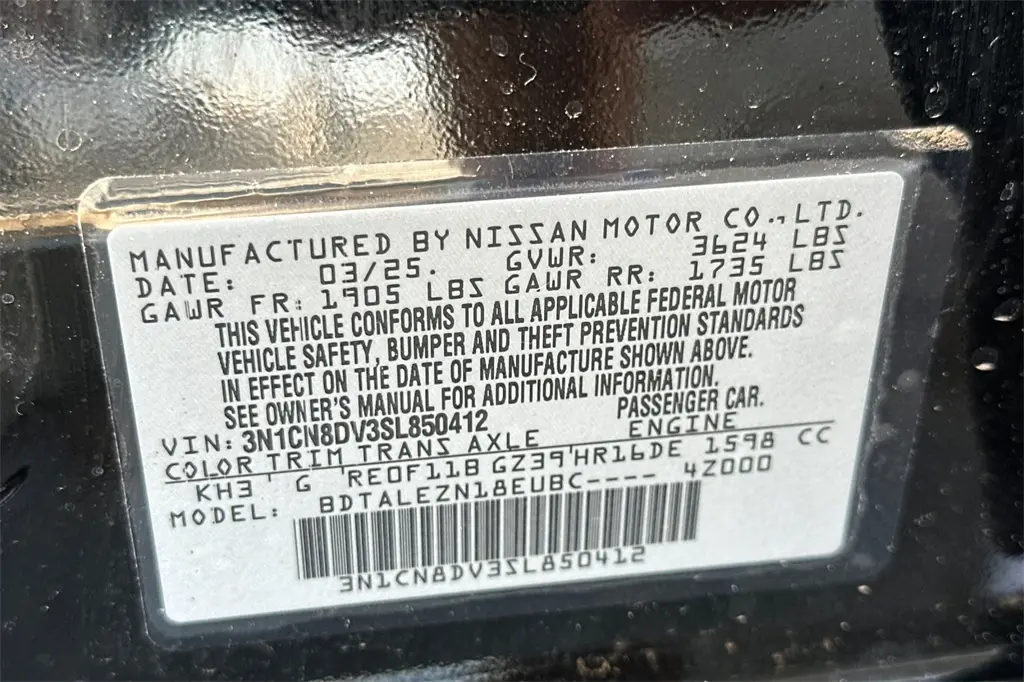 MANUFACTURED BY NISSAN MOTOR CO.,LTD.
DATE: 03/25. GVWR: 3624 LBS
GAWR FR: 1905 LBS GAWR RR: 1735 LBS
THIS VEHICLE CONFORMS TO ALL APPLICABLE FEDERAL MOTOR
VEHICLE SAFETY, BUMPER AND THEFT PREVENTION STANDARDS
IN EFFECT ON THE DATE OF MANUFACTURE SHOWN ABOVE.
SEE OWNER'S MANUAL FOR ADDITIONAL INFORMATION.
VIN: 3N1CN8DV3SL850412 PASSENGER CAR.
COLOR TRIM TRANS AXLE ENGINE
KH3 G RE0F11B GZ39 HR16DE 1598 CC
MODEL: BDTALEZN18EUBC---- 4Z000
3N1CN8DV3SL850412